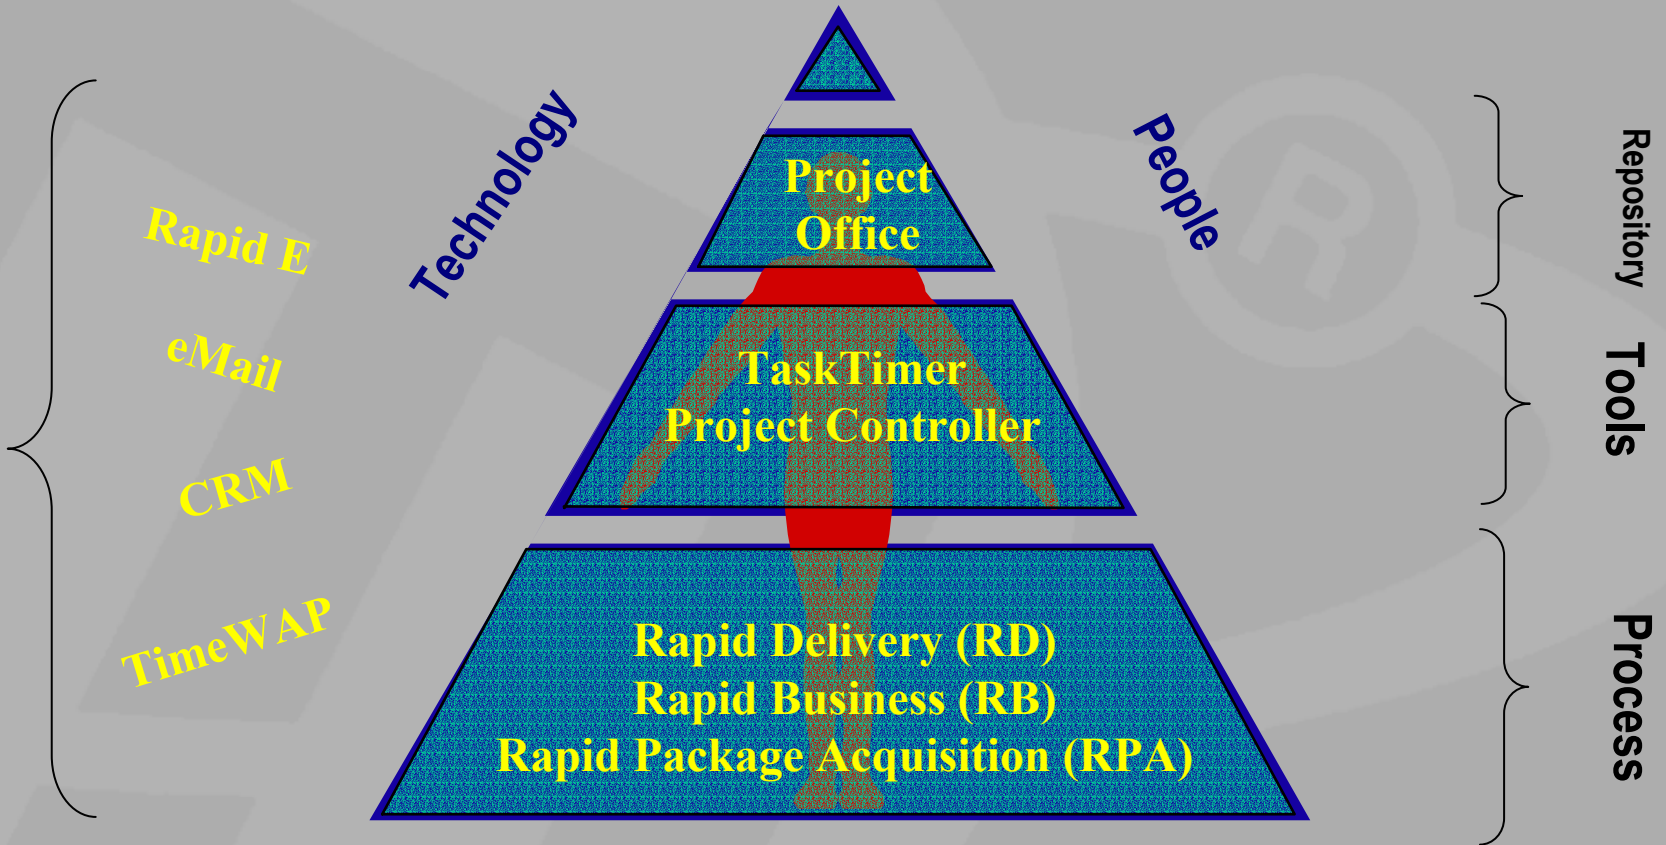 Technology
People
Rapid E
eMail
CRM
TimeWAP
Project
Office
TaskTimer
Project Controller
Rapid Delivery (RD)
Rapid Business (RB)
Rapid Package Acquisition (RPA)
Repository
Tools
Process
R